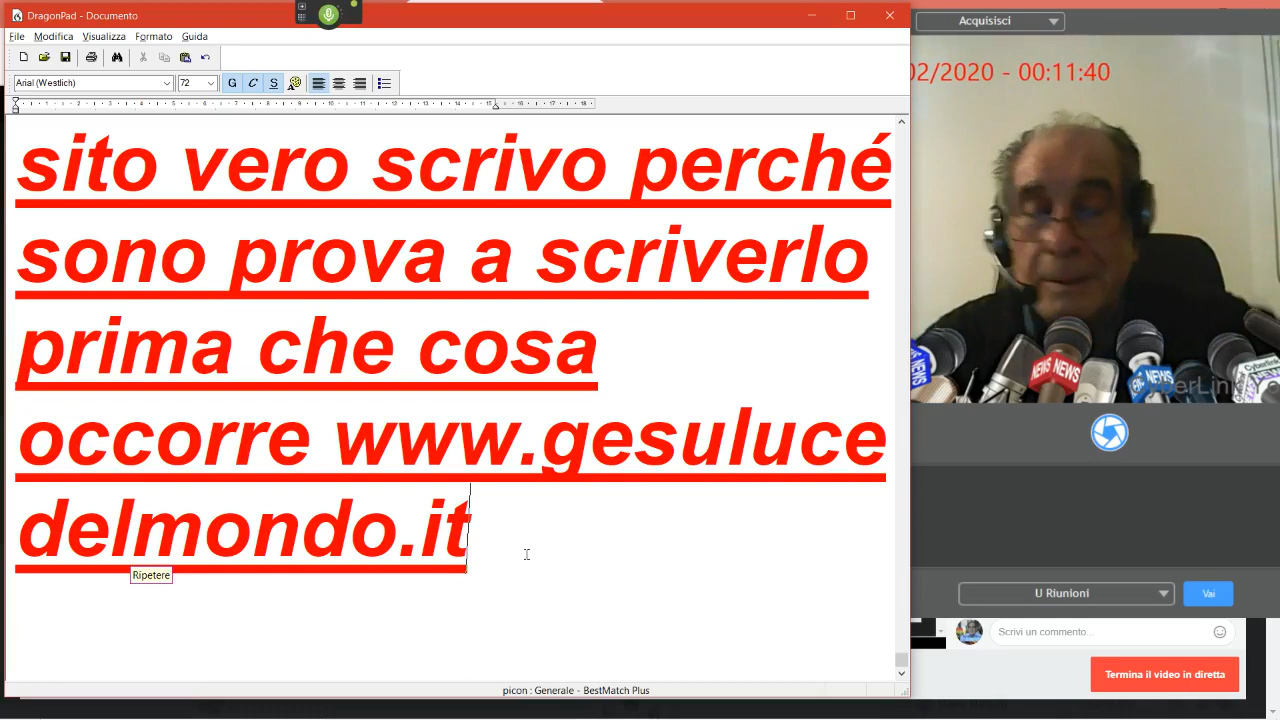 DragonPad - Documento
File Modifica Visualizza Formato Guida
Arial (Westlich) 72 G C S
sito vero scrivo perché
sono prova a scriverlo
prima che cosa
occorre www.gesuluce
delmondo.it
Ripetere
picon : Generale - BestMatch Plus
Acquisisci
02/2020 - 00:11:40
NEWS NEWS NEWS
U Riunioni
Vai
Scrivi un commento...
Termina il video in diretta